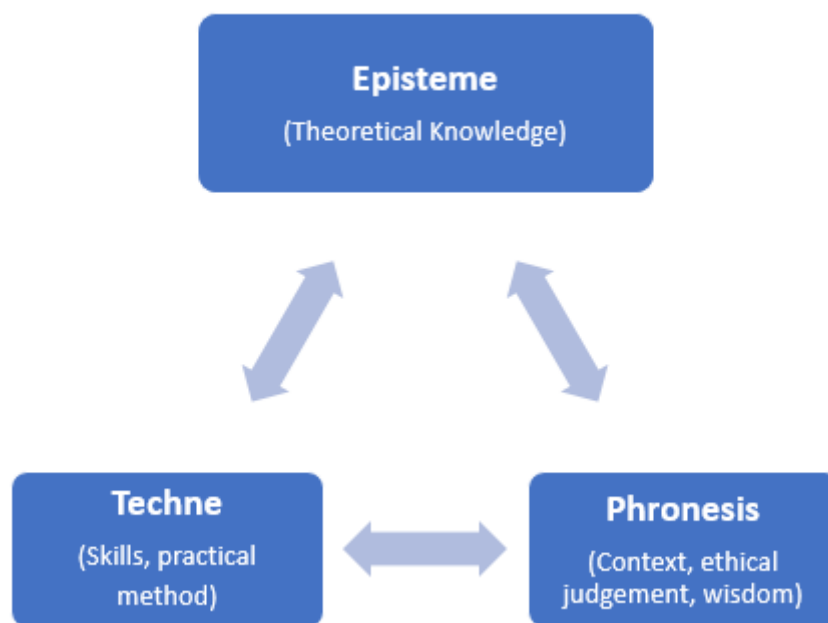 Episteme
(Theoretical Knowledge)
Techne
(Skills, practical
method)
Phronesis
(Context, ethical
judgement, wisdom)